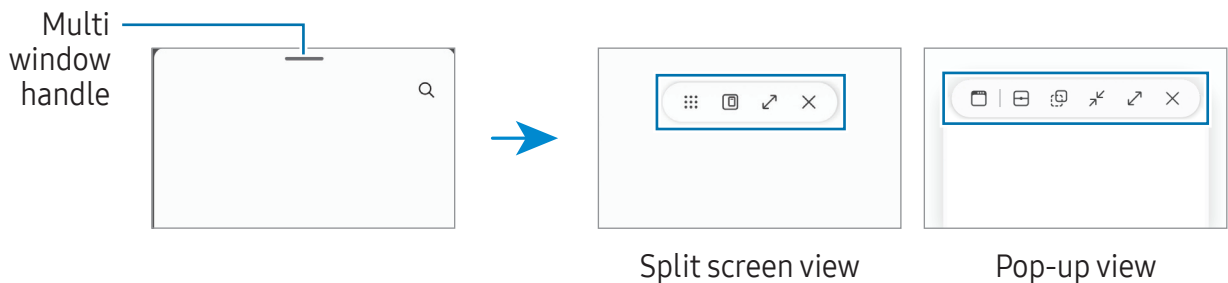 Multi
window
handle
Split screen view
Pop-up view